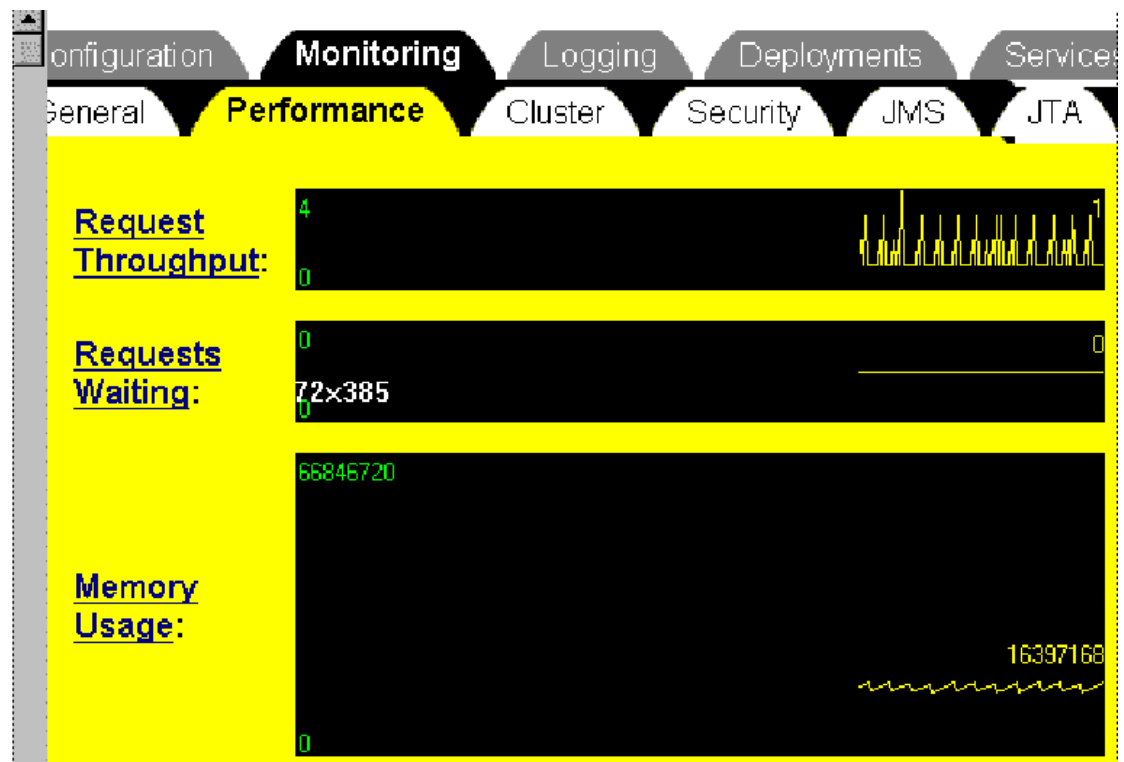 onfiguration Monitoring Logging Deployments Services
General Performance Cluster Security JMS JTA
Request
Throughput:
4
1
0
Requests
Waiting:
0
0
72x385
0
Memory
Usage:
66846720
16397168
0